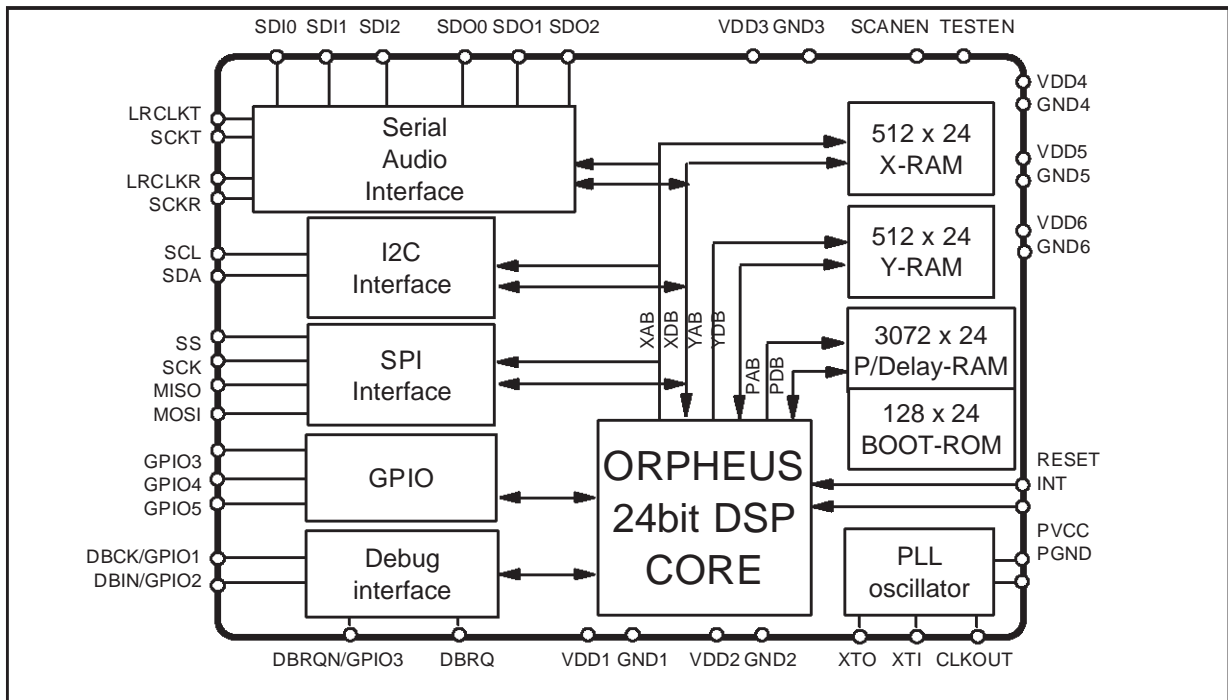 SDI0 SDI1 SDI2 SDO0 SDO1 SDO2 VDD3 GND3 SCANEN TESTEN
LRCLKT
SCKT
LRCLKR
SCKR
Serial
Audio
Interface
512 x 24
X-RAM
VDD4
GND4
VDD5
GND5
SCL
SDA
I2C
Interface
512 x 24
Y-RAM
VDD6
GND6
XAB
XDB
YAB
YDB
PAB
PDB
SS
SCK
MISO
MOSI
SPI
Interface
3072 x 24
P/Delay-RAM
128 x 24
BOOT-ROM
GPIO3
GPIO4
GPIO5
GPIO
ORPHEUS
24bit DSP
CORE
RESET
INT
DBCK/GPIO1
DBIN/GPIO2
Debug
interface
PLL
oscillator
PVCC
PGND
DBRQN/GPIO3 DBRQ VDD1 GND1 VDD2 GND2 XTO XTI CLKOUT